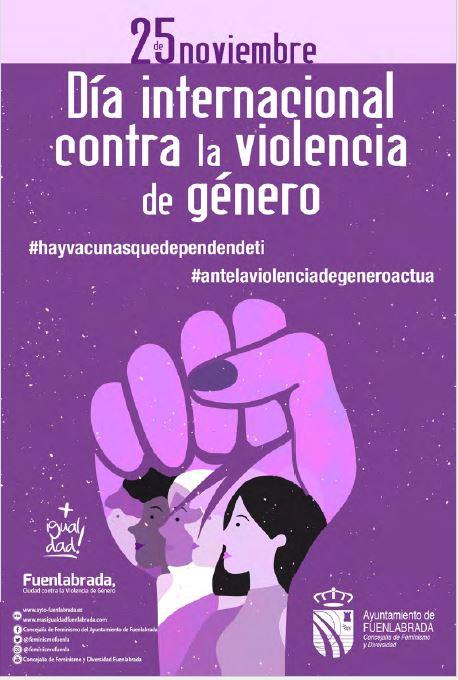 25 de noviembre
Día internacional
contra la violencia
de género
#hayvacunasquedependendeti
#antelaviolenciadegeneroactua
+
igual
dad!
Fuenlabrada,
Ciudad contra la Violencia de Género
www.ayto-fuenlabrada.es
www.masigualdadfuenlabrada.com
Concejalía de Feminismo del Ayuntamiento de Fuenlabrada
@feminismofuenla
@feminismofuenla
Concejalía de Feminismo y Diversidad Fuenlabrada
Ayuntamiento de
FUENLABRADA
Concejalía de Feminismo
y Diversidad